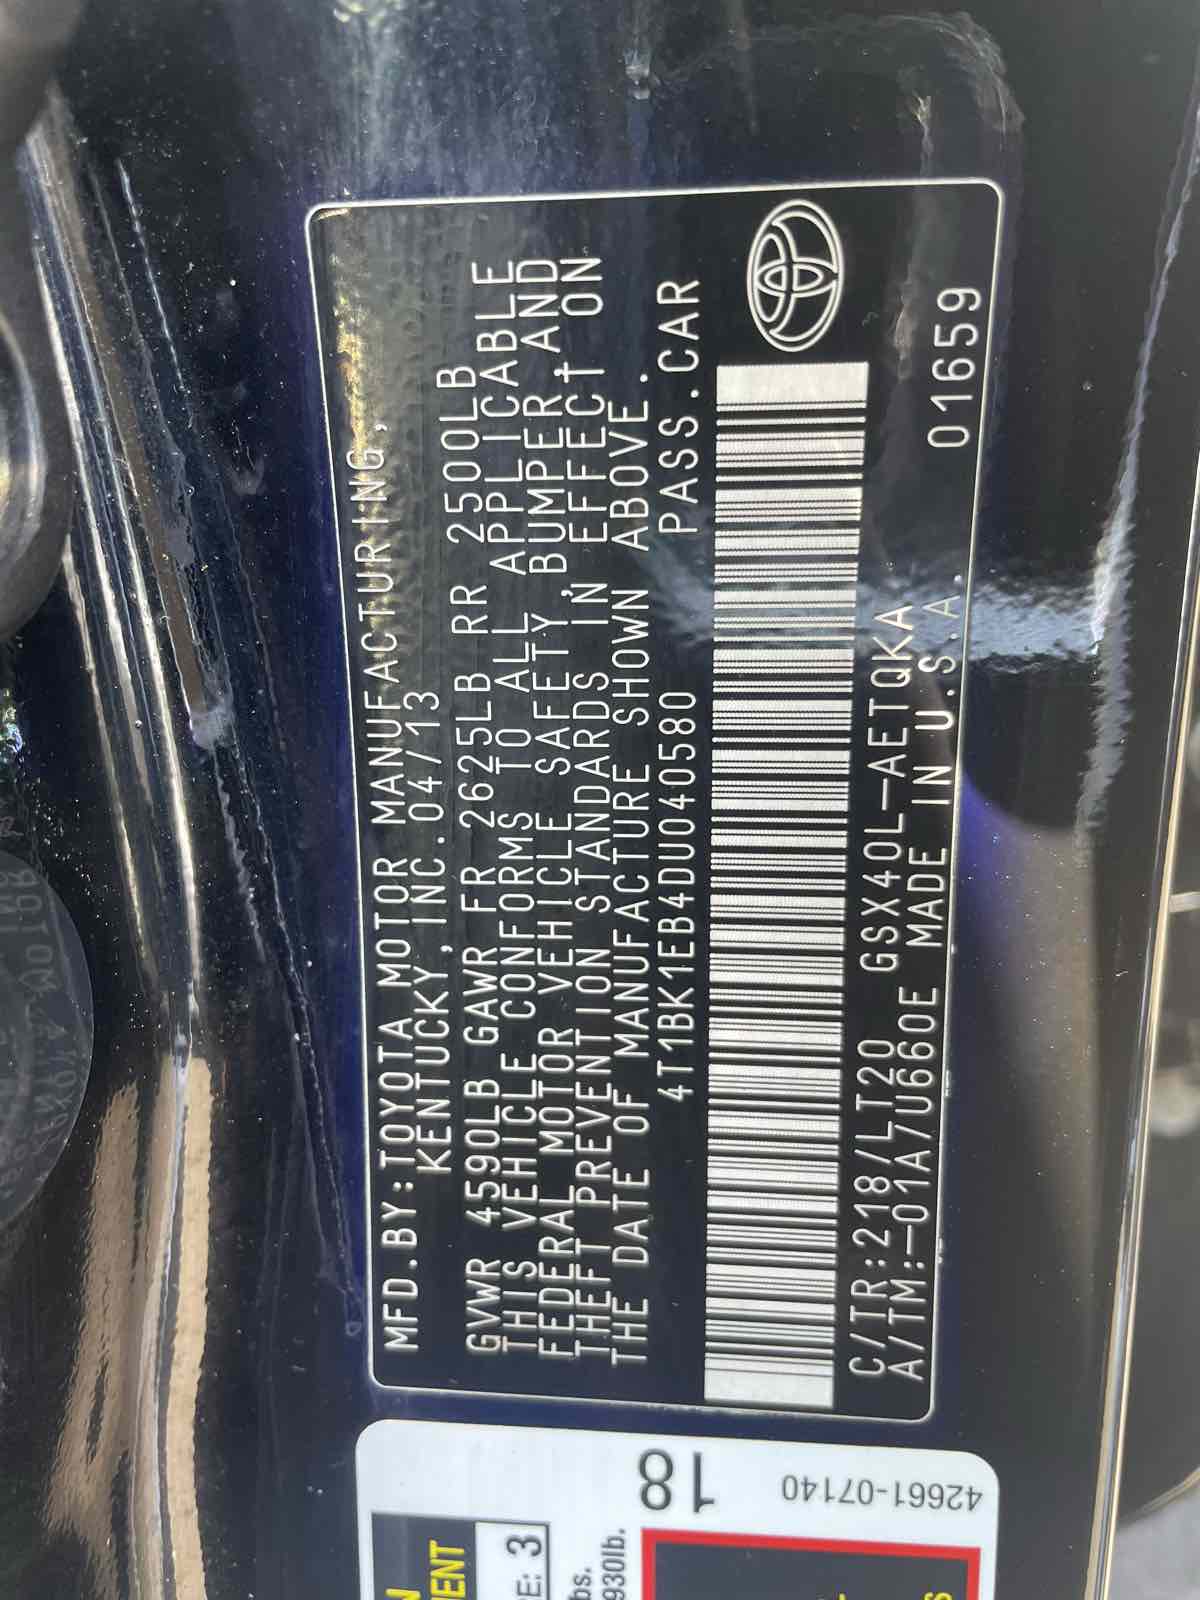 MFD.BY:TOYOTA MOTOR MANUFACTURING,
KENTUCKY,INC.04/13
GVWR 4590LB GAWR FR 2625LB RR 2500LB
THIS VEHICLE CONFORMS TO ALL APPLICABLE
FEDERAL MOTOR VEHICLE SAFETY,BUMPER,AND
THEFT PREVENTION STANDARDS IN EFFECT ON
THE DATE OF MANUFACTURE SHOWN ABOVE.
4T1BK1EB4DU040580 PASS.CAR
C/TR:218/LT20 GSX40L-AETQKA 01659
A/TM:-01A/U660E MADE IN U.S.A.
18
42661-07140
3
930lb.